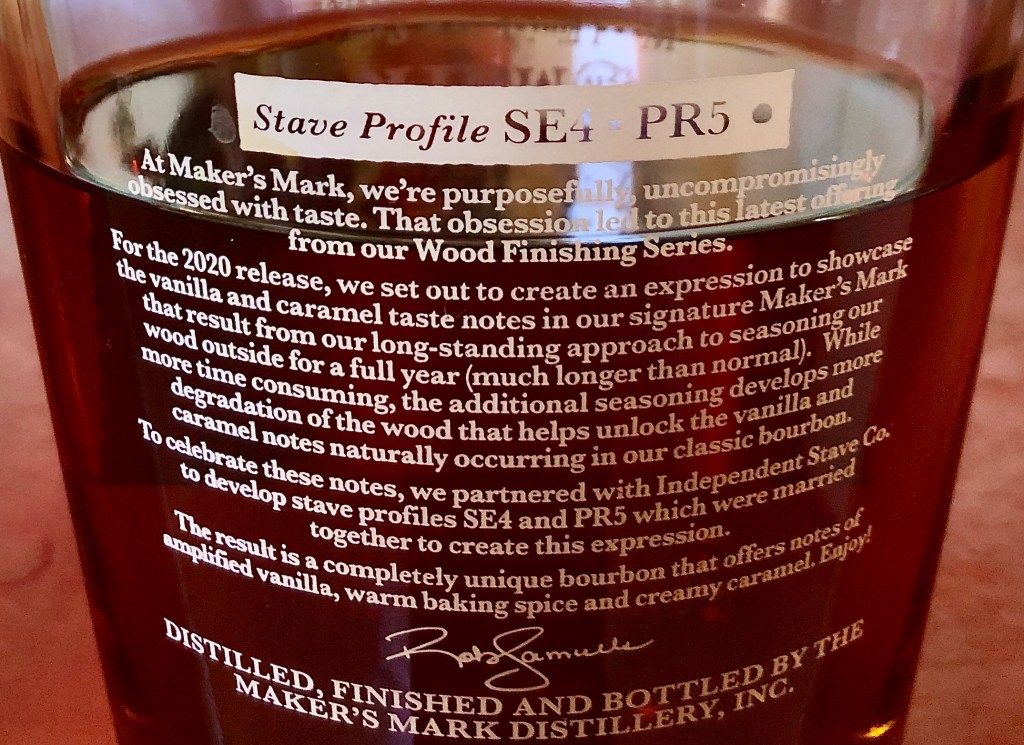 Stave Profile SE4 · PR5
At Maker's Mark, we're purposefully, uncompromisingly
obsessed with taste. That obsession led to this latest offering
from our Wood Finishing Series.
For the 2020 release, we set out to create an expression to showcase
the vanilla and caramel taste notes in our signature Maker's Mark
that result from our long-standing approach to seasoning our
wood outside for a full year (much longer than normal). While
more time consuming, the additional seasoning develops more
degradation of the wood that helps unlock the vanilla and
caramel notes naturally occurring in our classic bourbon.
To celebrate these notes, we partnered with Independent Stave Co.
to develop stave profiles SE4 and PR5 which were married
together to create this expression.
The result is a completely unique bourbon that offers notes of
amplified vanilla, warm baking spice and creamy caramel. Enjoy!
Rob Samuels
DISTILLED, FINISHED AND BOTTLED BY THE
MAKER'S MARK DISTILLERY, INC.